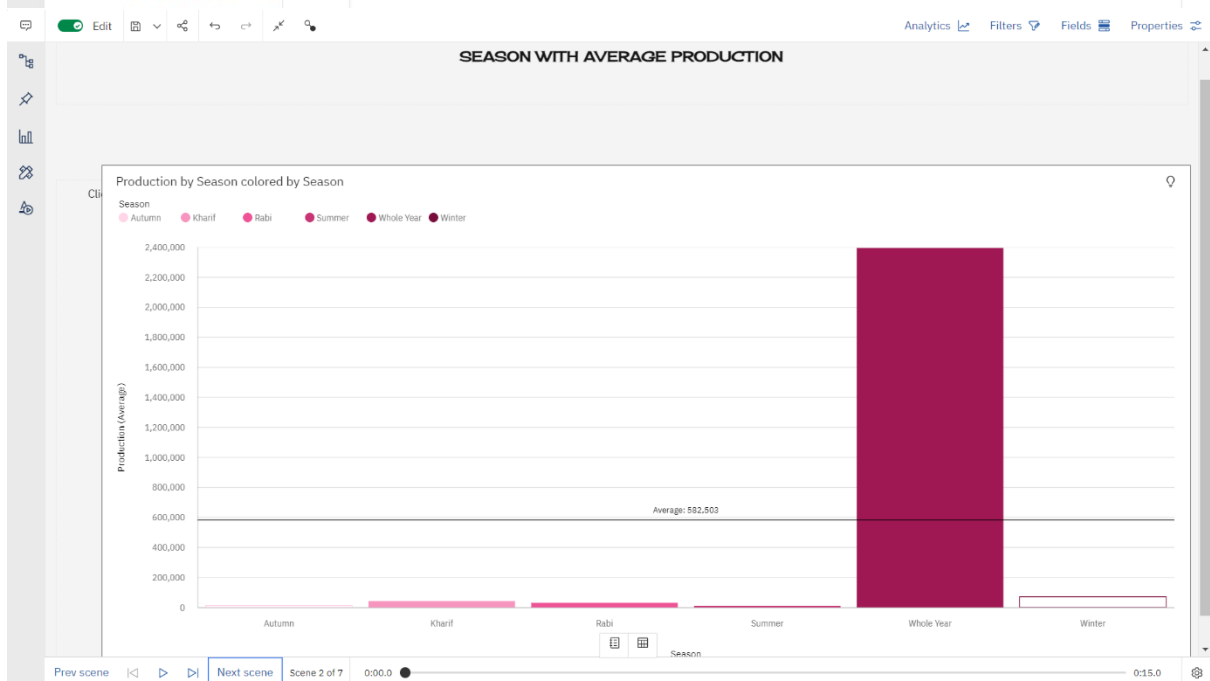 Edit
Analytics Filters Fields Properties
SEASON WITH AVERAGE PRODUCTION
Production by Season colored by Season
Season
Autumn Kharif Rabi Summer Whole Year Winter
2,400,000
2,200,000
2,000,000
1,800,000
1,600,000
1,400,000
1,200,000
1,000,000
800,000
600,000
400,000
200,000
0
Production (Average)
Average: 582,503
Autumn Kharif Rabi Summer Whole Year Winter
Season
Prev scene Next scene Scene 2 of 7 0:00.0 0:15.0